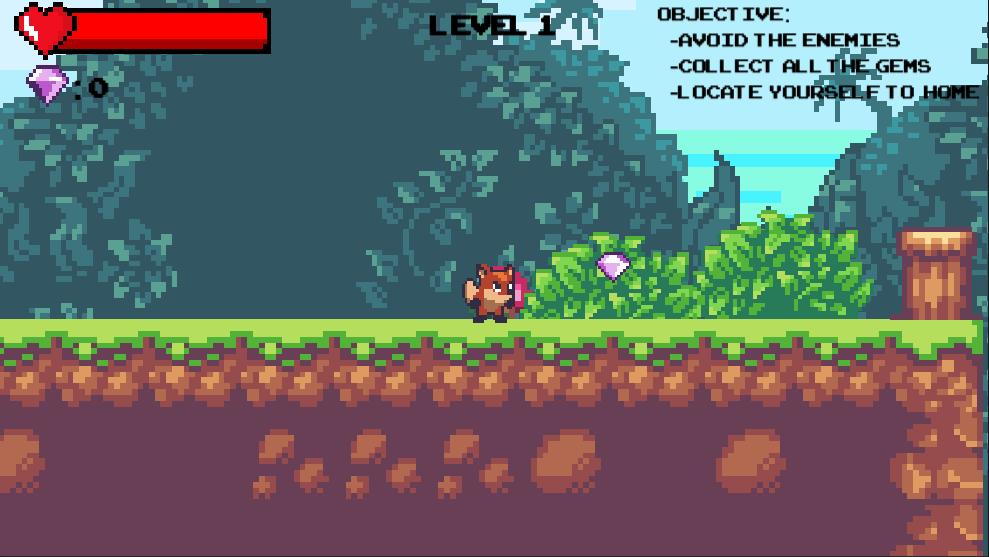 LEVEL 1
:0
OBJECTIVE:
-AVOID THE ENEMIES
-COLLECT ALL THE GEMS
-LOCATE YOURSELF TO HOME